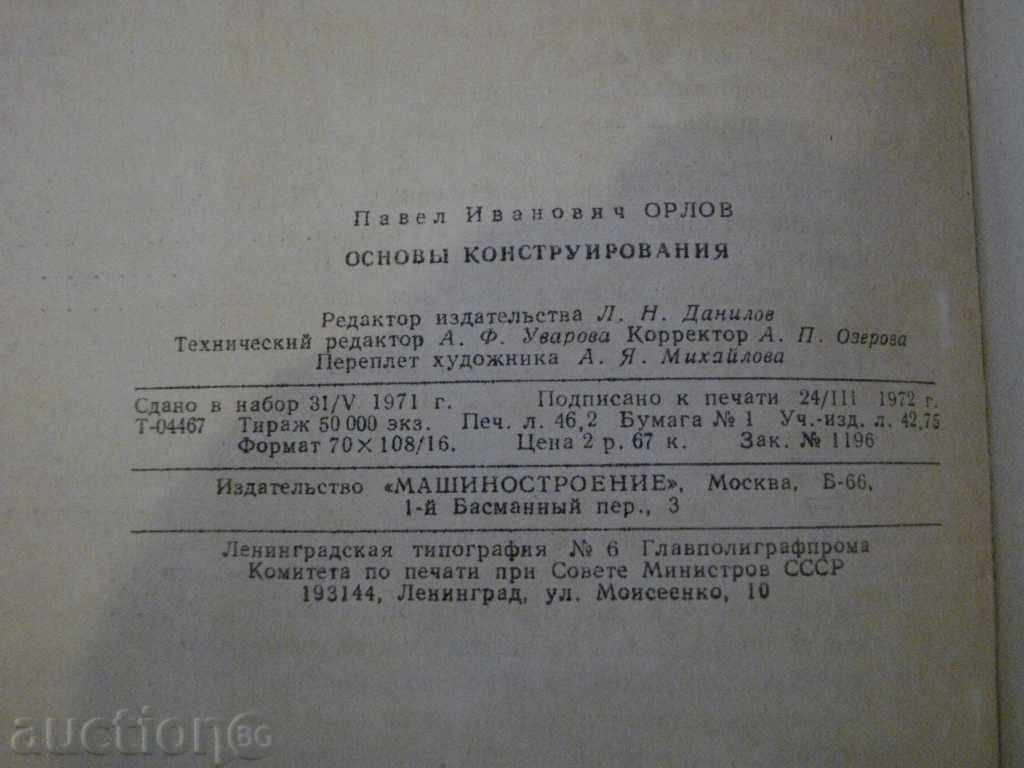 Павел Иванович ОРЛОВ
ОСНОВЫ КОНСТРУИРОВАНИЯ
Редактор издательства Л. Н. Данилов
Технический редактор А. Ф. Уварова Корректор А. П. Озерова
Переплет художника А. Я. Михайлова
Сдано в набор 31/V 1971 г. Подписано к печати 24/III 1972 г.
Т-04467 Тираж 50 000 экз. Печ. л. 46,2 Бумага № 1 Уч.-изд. л. 42,75
Формат 70×108/16. Цена 2 р. 67 к. Зак. № 1196
Издательство «МАШИНОСТРОЕНИЕ», Москва, Б-66,
1-й Басманный пер., 3
Ленинградская типография № 6 Главполиграфпрома
Комитета по печати при Совете Министров СССР
193144, Ленинград, ул. Моисеенко, 10
auction6BG